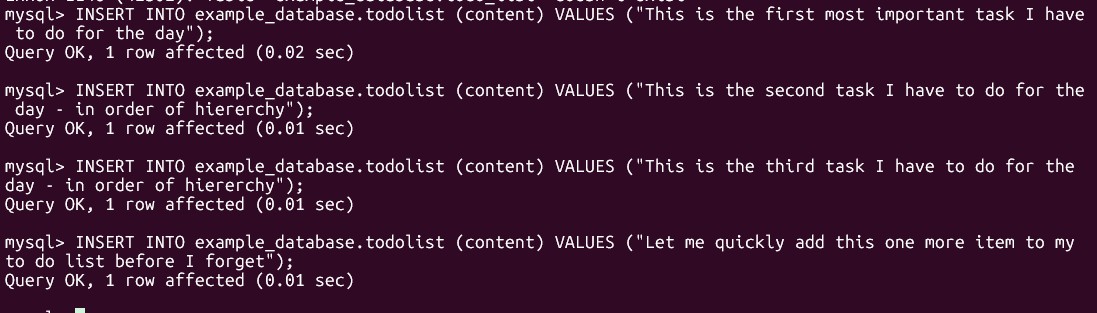 mysql> INSERT INTO example_database.todolist (content) VALUES ("This is the first most important task I have
to do for the day");
Query OK, 1 row affected (0.02 sec)
mysql> INSERT INTO example_database.todolist (content) VALUES ("This is the second task I have to do for the
day - in order of hiererchy");
Query OK, 1 row affected (0.01 sec)
mysql> INSERT INTO example_database.todolist (content) VALUES ("This is the third task I have to do for the
day - in order of hiererchy");
Query OK, 1 row affected (0.01 sec)
mysql> INSERT INTO example_database.todolist (content) VALUES ("Let me quickly add this one more item to my
to do list before I forget");
Query OK, 1 row affected (0.01 sec)